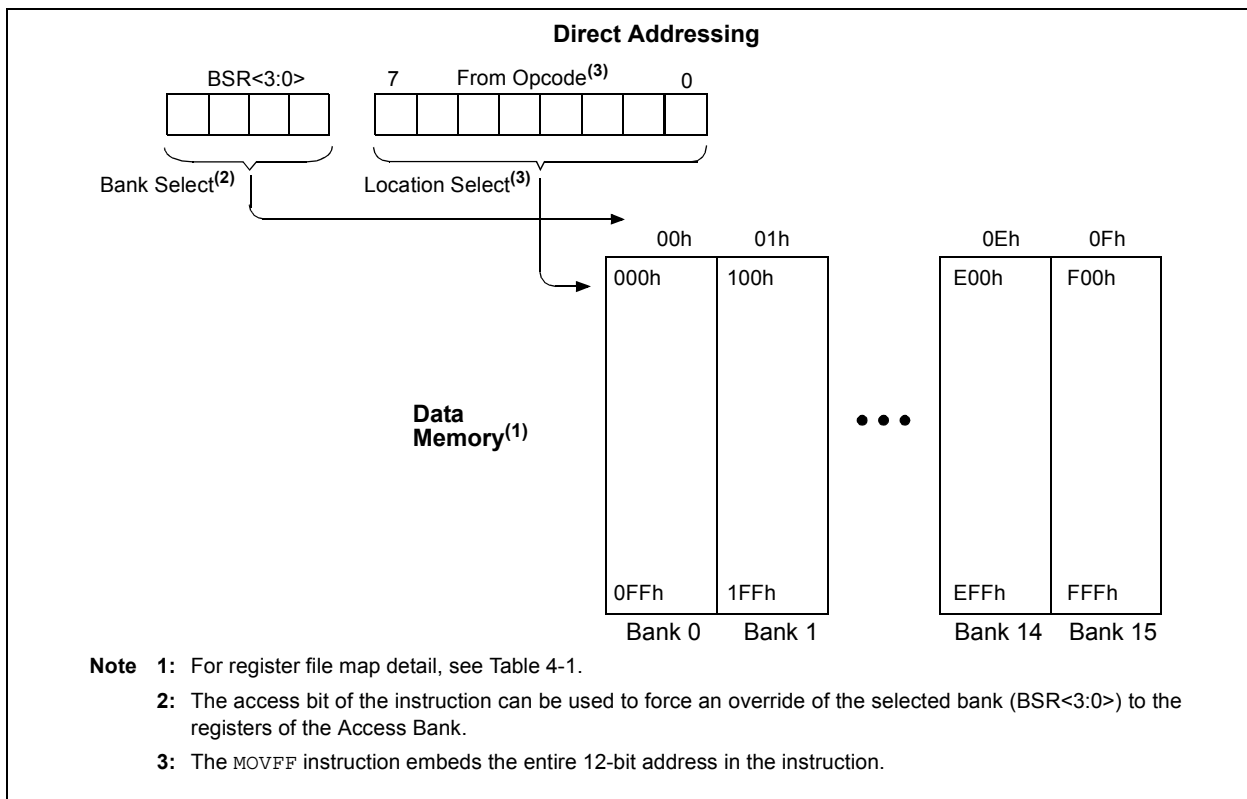 Direct Addressing
BSR<3:0> 7 From Opcode(3) 0
Bank Select(2) Location Select(3)
00h 01h 0Eh 0Fh
000h 100h E00h F00h
Data
Memory(1)
0FFh 1FFh EFFh FFFh
Bank 0 Bank 1 Bank 14 Bank 15
Note 1: For register file map detail, see Table 4-1.
2: The access bit of the instruction can be used to force an override of the selected bank (BSR<3:0>) to the
registers of the Access Bank.
3: The MOVFF instruction embeds the entire 12-bit address in the instruction.